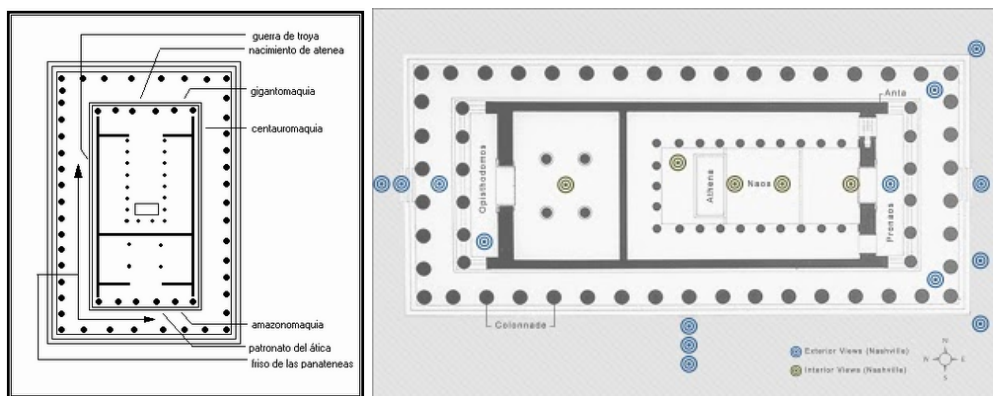 guerra de troya
nacimiento de atenea
gigantomaquia
centauromaquia
amazonomaquia
patronato del ática
friso de las panateneas
Anta
Opisthodomos
Athena
Naos
Pronaos
Colonnade
Exterior Views (Nashville)
Interior Views (Nashville)
N
W
E
S